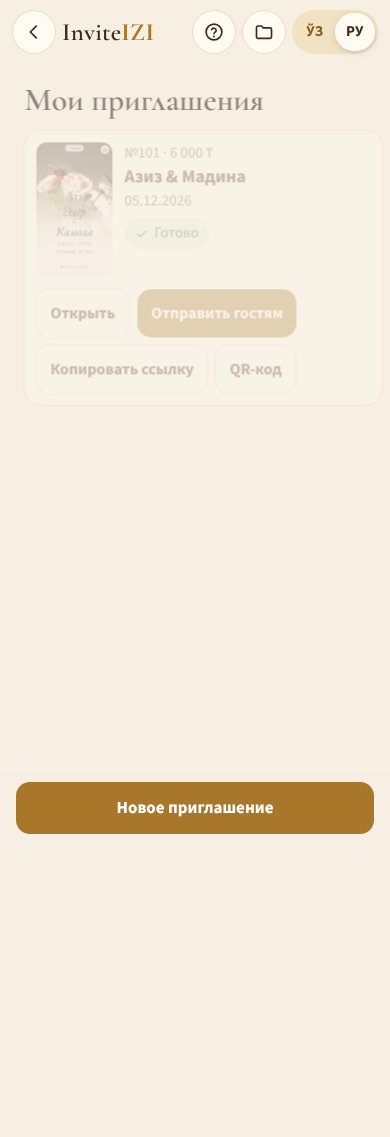 InviteIZI
ЎЗ РУ
Мои приглашения
№101 · 6 000 ₸
Азиз & Мадина
05.12.2026
Готово
Открыть
Отправить гостям
Копировать ссылку
QR-код
Новое приглашение